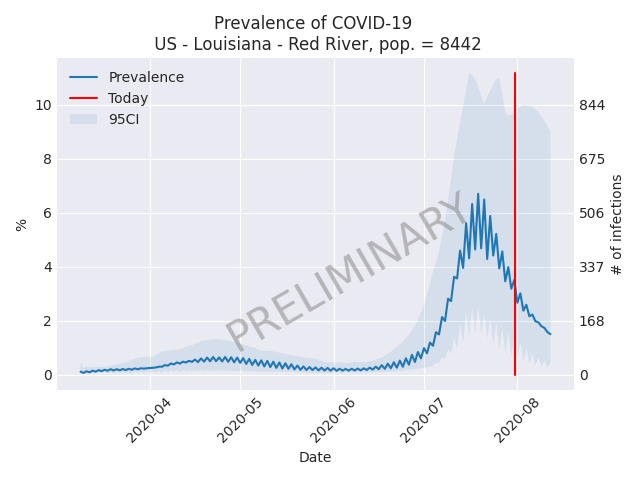 Prevalence of COVID-19
US - Louisiana - Red River, pop. = 8442
Prevalence
Today
95CI
PRELIMINARY
%
10
8
6
4
2
0
844
675
506
337
168
0
# of infections
2020-04
2020-05
2020-06
2020-07
2020-08
Date